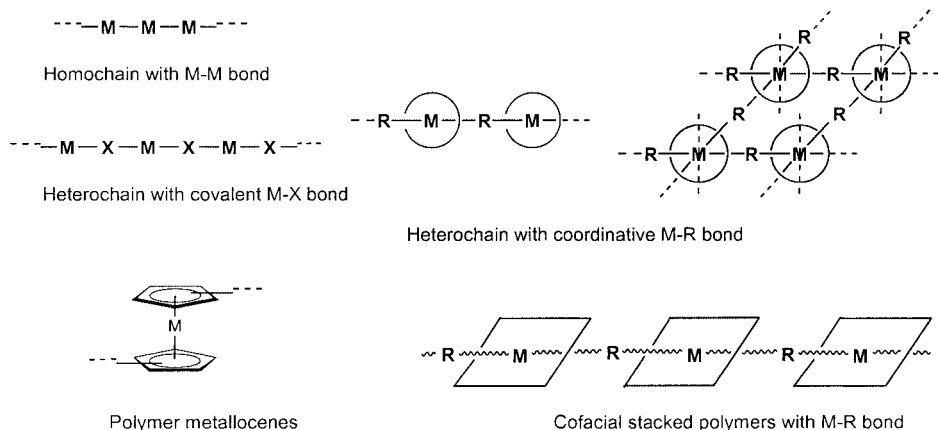 M M M
Homochain with M-M bond
M X M X M X
Heterochain with covalent M-X bond
R M R M
R R
R M R M
R R
R M R M
Heterochain with coordinative M-R bond
M
Polymer metallocenes
R M R M R M
Cofacial stacked polymers with M-R bond